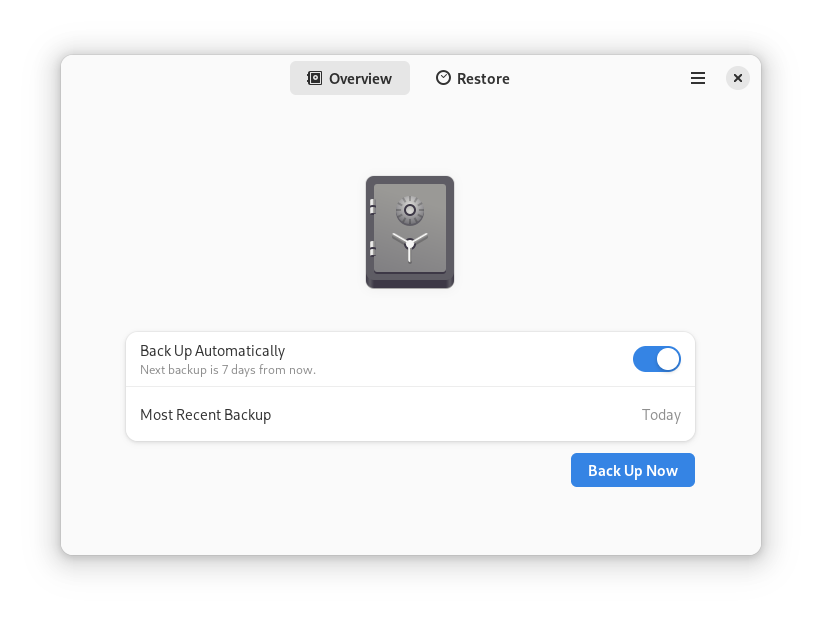 Overview
Restore
Back Up Automatically
Next backup is 7 days from now.
Most Recent Backup
Today
Back Up Now